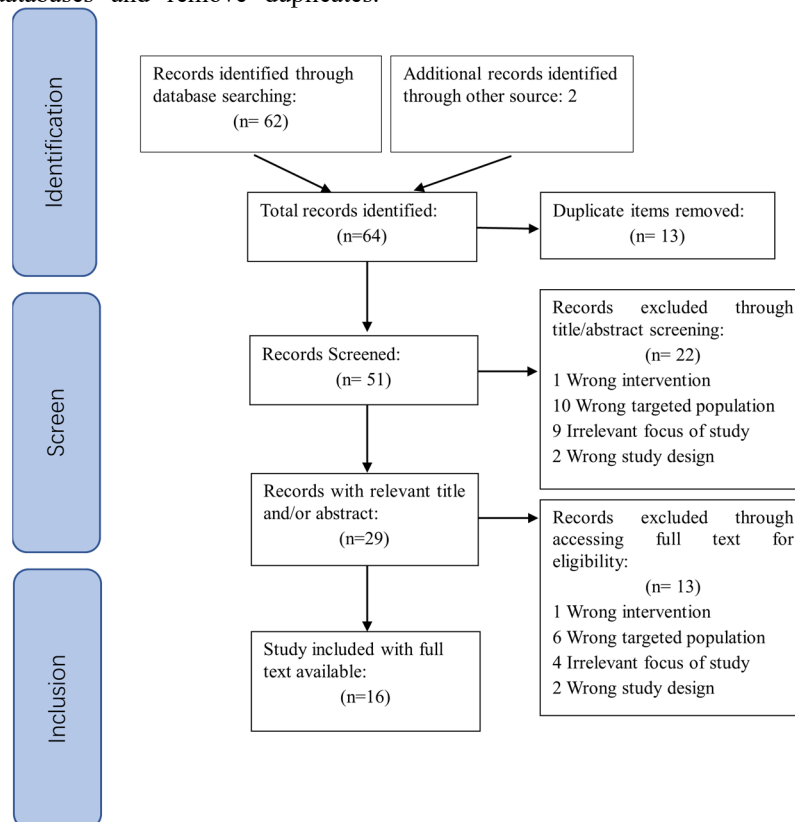 databases and remove duplicates.
Identification
Records identified through
database searching:
(n= 62)
Additional records identified
through other source: 2
Total records identified:
(n=64)
Duplicate items removed:
(n= 13)
Screen
Records Screened:
(n= 51)
Records excluded through
title/abstract screening:
(n= 22)
1 Wrong intervention
10 Wrong targeted population
9 Irrelevant focus of study
2 Wrong study design
Records with relevant title
and/or abstract:
(n=29)
Records excluded through
accessing full text for
eligibility:
(n= 13)
1 Wrong intervention
6 Wrong targeted population
4 Irrelevant focus of study
2 Wrong study design
Inclusion
Study included with full
text available:
(n=16)